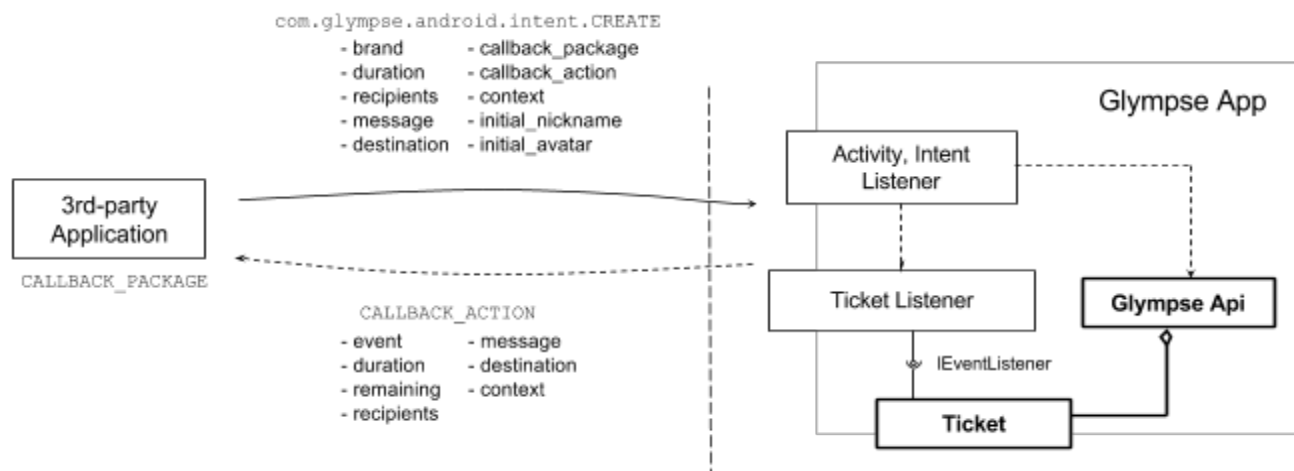 com.glympse.android.intent.CREATE
- brand - callback_package
- duration - callback_action
- recipients - context
- message - initial_nickname
- destination - initial_avatar
Glympse App
Activity, Intent
Listener
3rd-party
Application
CALLBACK_PACKAGE
Ticket Listener
Glympse Api
CALLBACK_ACTION
- event - message
- duration - destination
- remaining - context
- recipients
IEventListener
Ticket